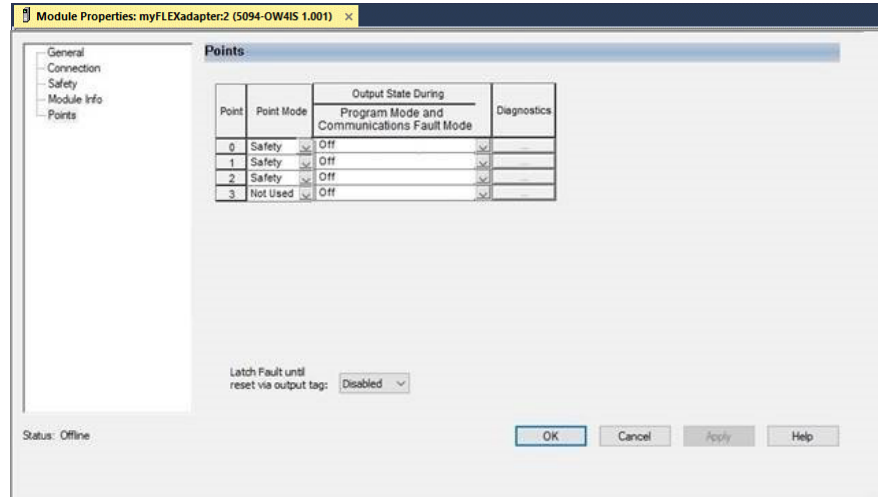 Module Properties: myFLEXadapter:2 (5094-OW4IS 1.001) ×
General
Connection
Safety
Module Info
Points
Points
Output State During
Point Point Mode Program Mode and Communications Fault Mode Diagnostics
0 Safety Off ...
1 Safety Off ...
2 Safety Off ...
3 Not Used Off ...
Latch Fault until
reset via output tag: Disabled
Status: Offline
OK Cancel Apply Help